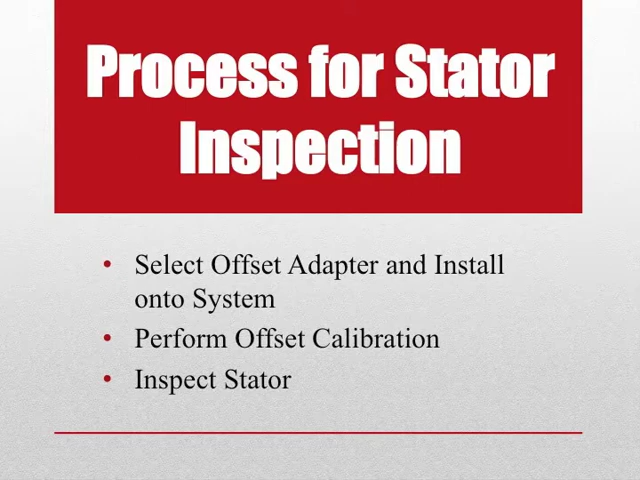 Process for Stator
Inspection
• Select Offset Adapter and Install
onto System
• Perform Offset Calibration
• Inspect Stator